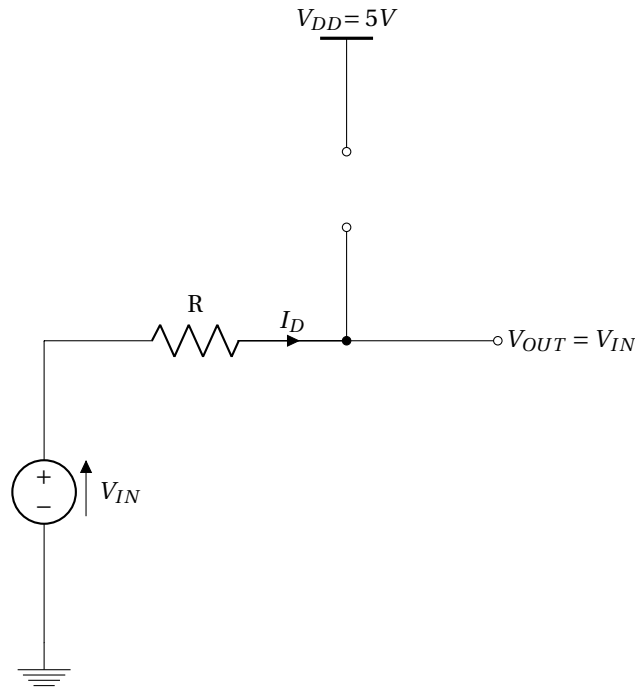 V_DD = 5V
R
I_D
V_OUT = V_IN
+
−
V_IN